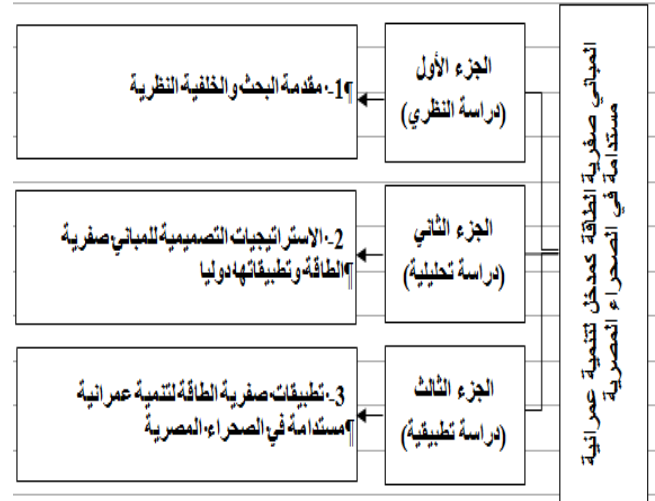 المباني صفرية الطاقة كمدخل لتنمية عمرانية
مستدامة في الصحراء المصرية
الجزء الأول
(دراسة النظري)
1- مقدمة البحث والخلفية النظرية¶
الجزء الثاني
(دراسة تحليلية)
2- الاستراتيجيات التصميمية للمباني صفرية
الطاقة وتطبيقاتها دوليا¶
الجزء الثالث
(دراسة تطبيقية)
3- تطبيقات صفرية الطاقة لتنمية عمرانية
مستدامة في الصحراء المصرية¶